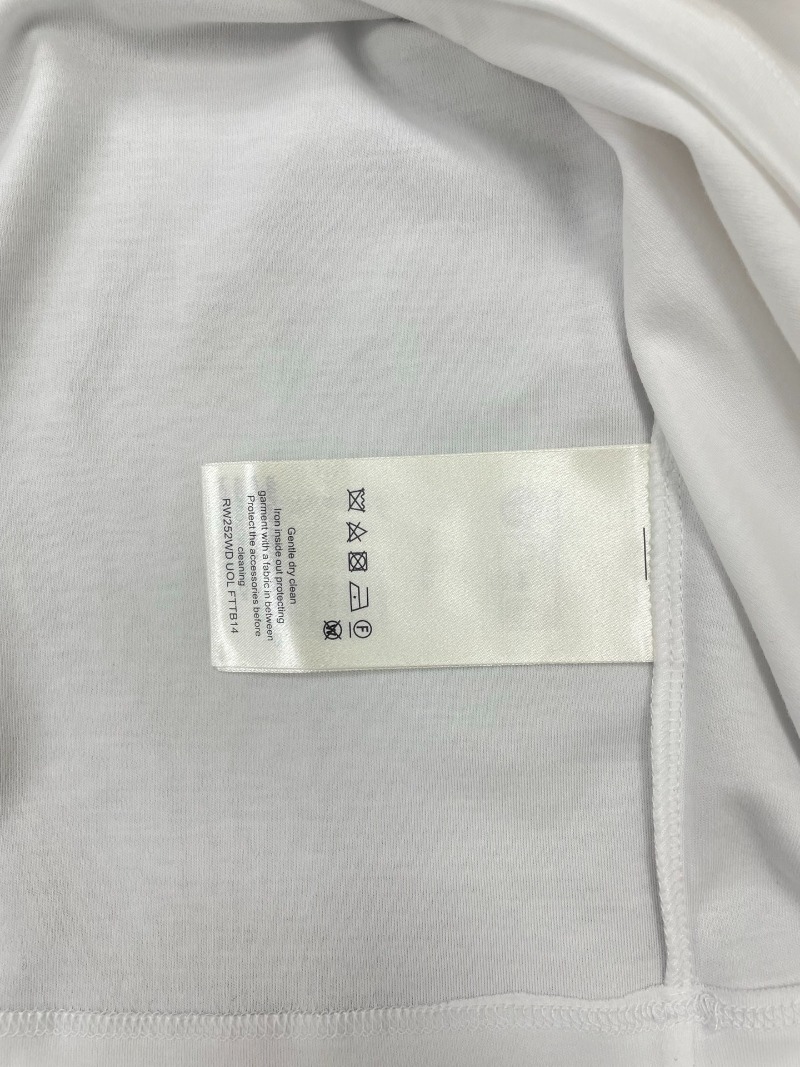 F
W
Gentle dry clean
Iron inside out protecting
garment with a fabric in between
Protect the accessories before
cleaning
RW252WD UOL FTTB14